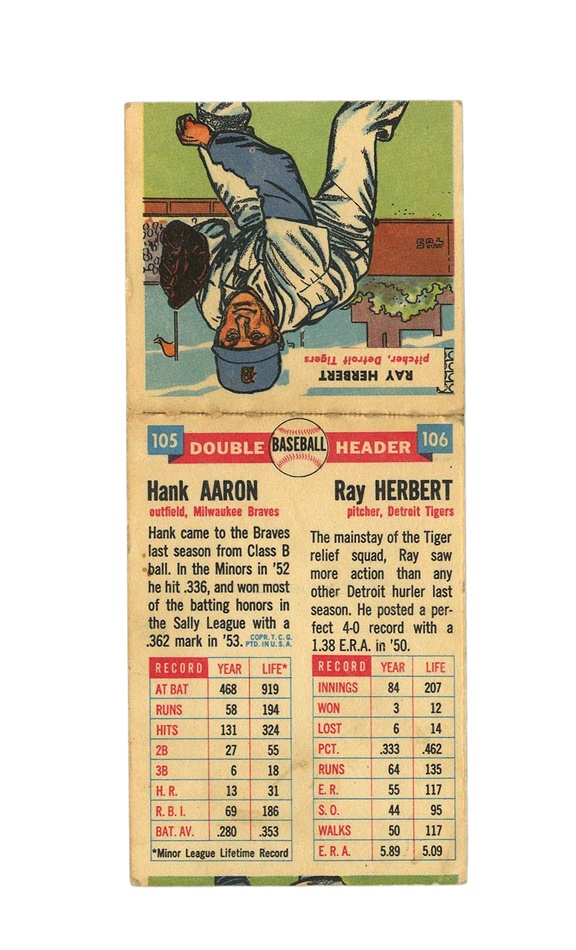 RAY HERBERT
pitcher, Detroit Tigers
105 DOUBLE BASEBALL HEADER 106
Hank AARON
outfield, Milwaukee Braves
Hank came to the Braves
last season from Class B
ball. In the Minors in '52
he hit .336, and won most
of the batting honors in
the Sally League with a
.362 mark in '53. COPR. T. C. G.
PTD. IN U. S. A.
RECORD YEAR LIFE*
AT BAT 468 919
RUNS 58 194
HITS 131 324
2B 27 55
3B 6 18
H. R. 13 31
R. B. I. 69 186
BAT. AV. .280 .353
*Minor League Lifetime Record
Ray HERBERT
pitcher, Detroit Tigers
The mainstay of the Tiger
relief squad, Ray saw
more action than any
other Detroit hurler last
season. He posted a per-
fect 4-0 record with a
1.38 E.R.A. in '50.
RECORD YEAR LIFE
INNINGS 84 207
WON 3 12
LOST 6 14
PCT. .333 .462
RUNS 64 135
E. R. 55 117
S. O. 44 95
WALKS 50 117
E. R. A. 5.89 5.09